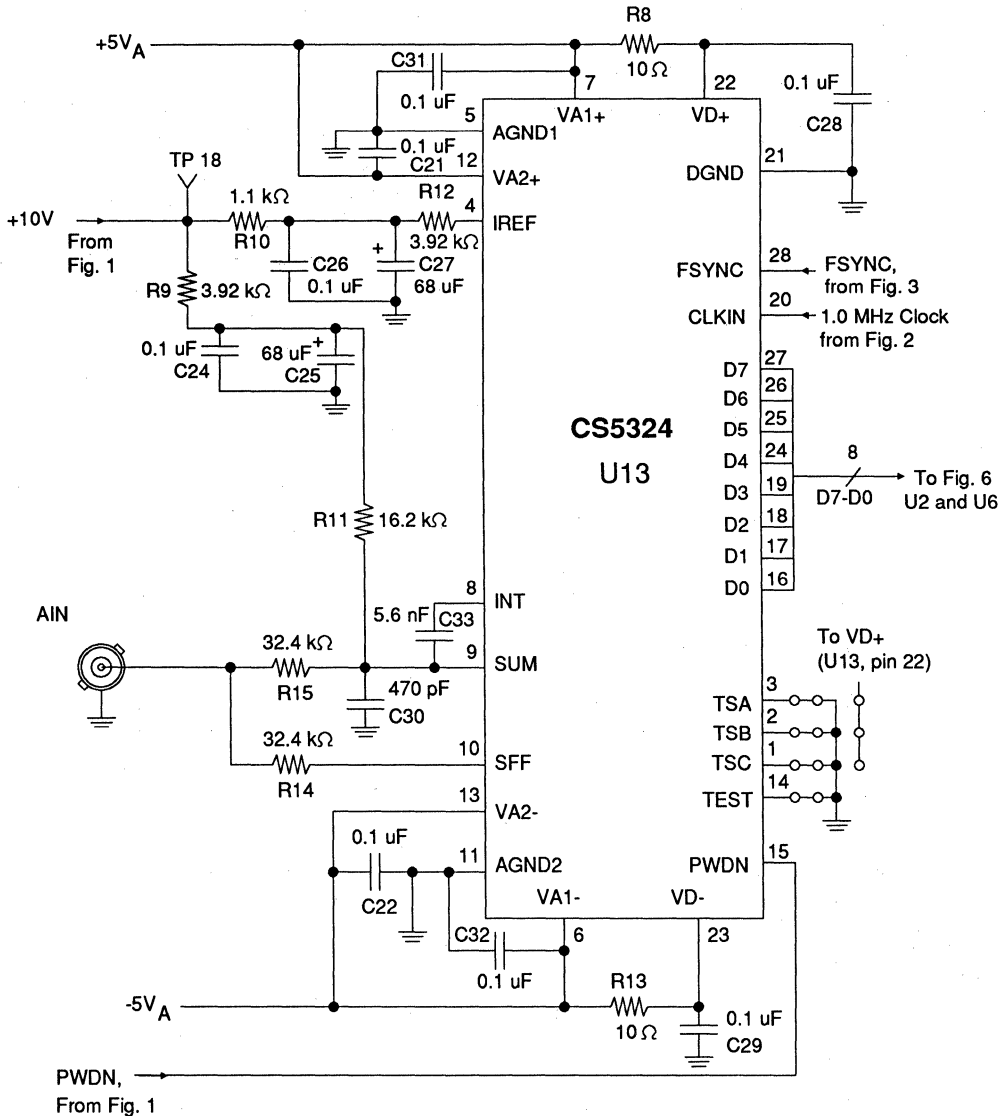 R8
+5VA
C31
10 Ω
7
22
0.1 uF
0.1 uF
5
VA1+
VD+
C28
AGND1
0.1 uF
21
TP 18
12
C21
DGND
VA2+
R12
1.1 kΩ
4
+10V
IREF
From
Fig. 1
R10
3.92 kΩ
28
C26
+
C27
FSYNC
FSYNC,
from Fig. 3
R9
3.92 kΩ
0.1 uF
68 uF
20
CLKIN
1.0 MHz Clock
from Fig. 2
0.1 uF
68 uF
+
C24
C25
27
D7
26
D6
25
D5
CS5324
24
D4
8
U13
19
D3
D7-D0
To Fig. 6
U2 and U6
18
D2
R11
16.2 kΩ
17
D1
16
D0
8
INT
5.6 nF
C33
AIN
To VD+
(U13, pin 22)
32.4 kΩ
9
SUM
R15
470 pF
3
TSA
C30
2
TSB
32.4 kΩ
10
1
SFF
TSC
R14
14
13
TEST
VA2-
0.1 uF
11
15
AGND2
PWDN
C22
VA1-
VD-
C32
6
23
0.1 uF
R13
-5VA
10 Ω
0.1 uF
C29
PWDN,
From Fig. 1